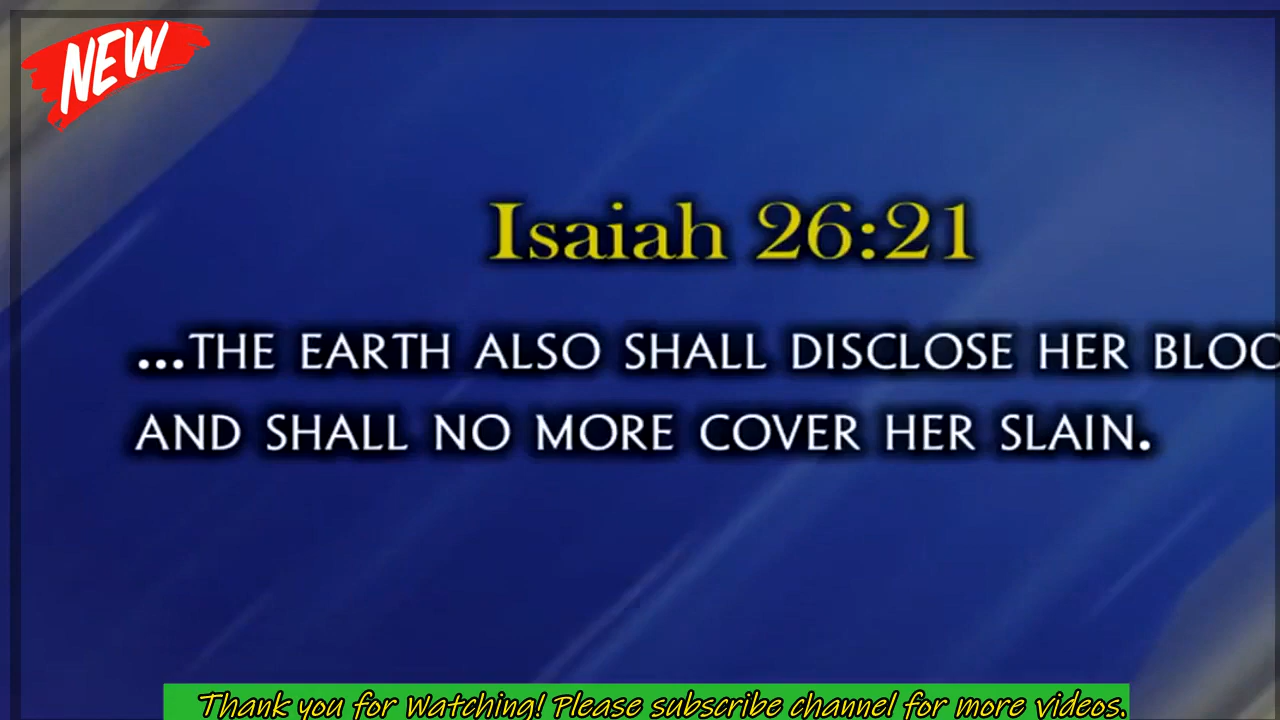 NEW
Isaiah 26:21
...THE EARTH ALSO SHALL DISCLOSE HER
AND SHALL NO MORE COVER HER SLAIN.
Thank you for Watching! Please subscribe channel for more videos.